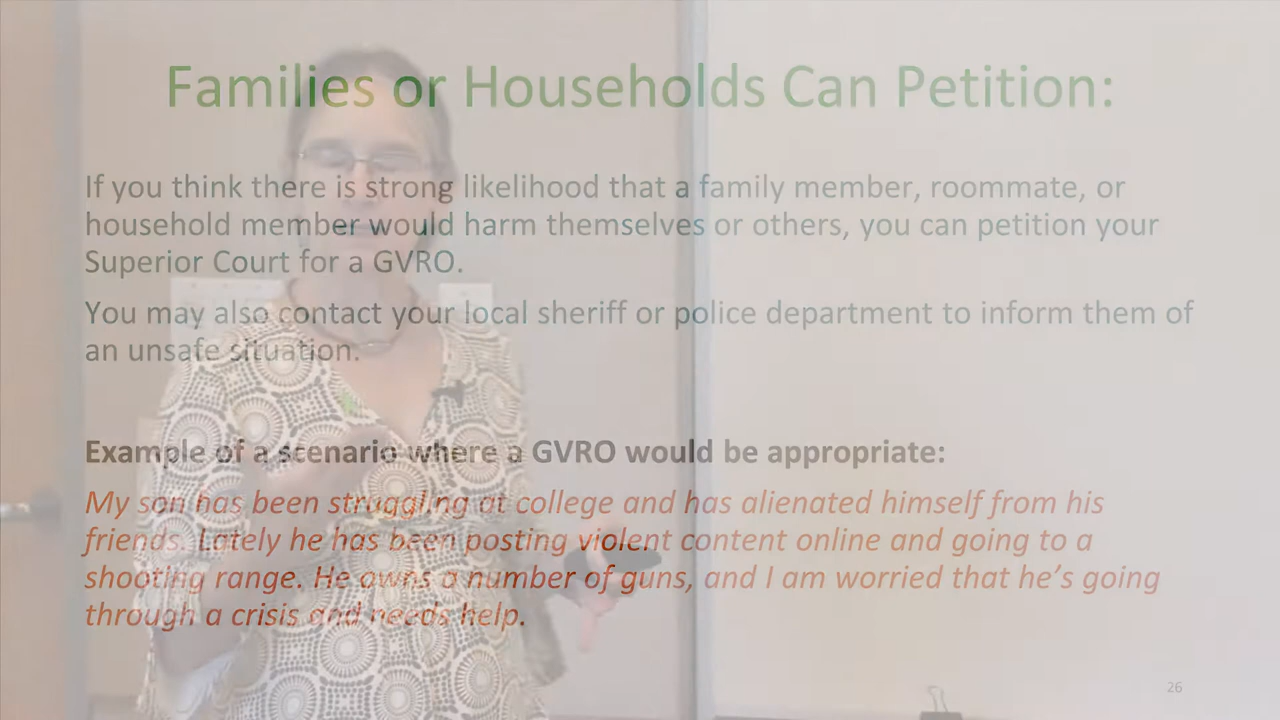 Families or Households Can Petition:
If you think there is strong likelihood that a family member, roommate, or
household member would harm themselves or others, you can petition your
Superior Court for a GVRO.
You may also contact your local sheriff or police department to inform them of
an unsafe situation.
Example of a scenario where a GVRO would be appropriate:
My son has been struggling at college and has alienated himself from his
friends. Lately he has been posting violent content online and going to a
shooting range. He owns a number of guns, and I am worried that he’s going
through a crisis and needs help.
26